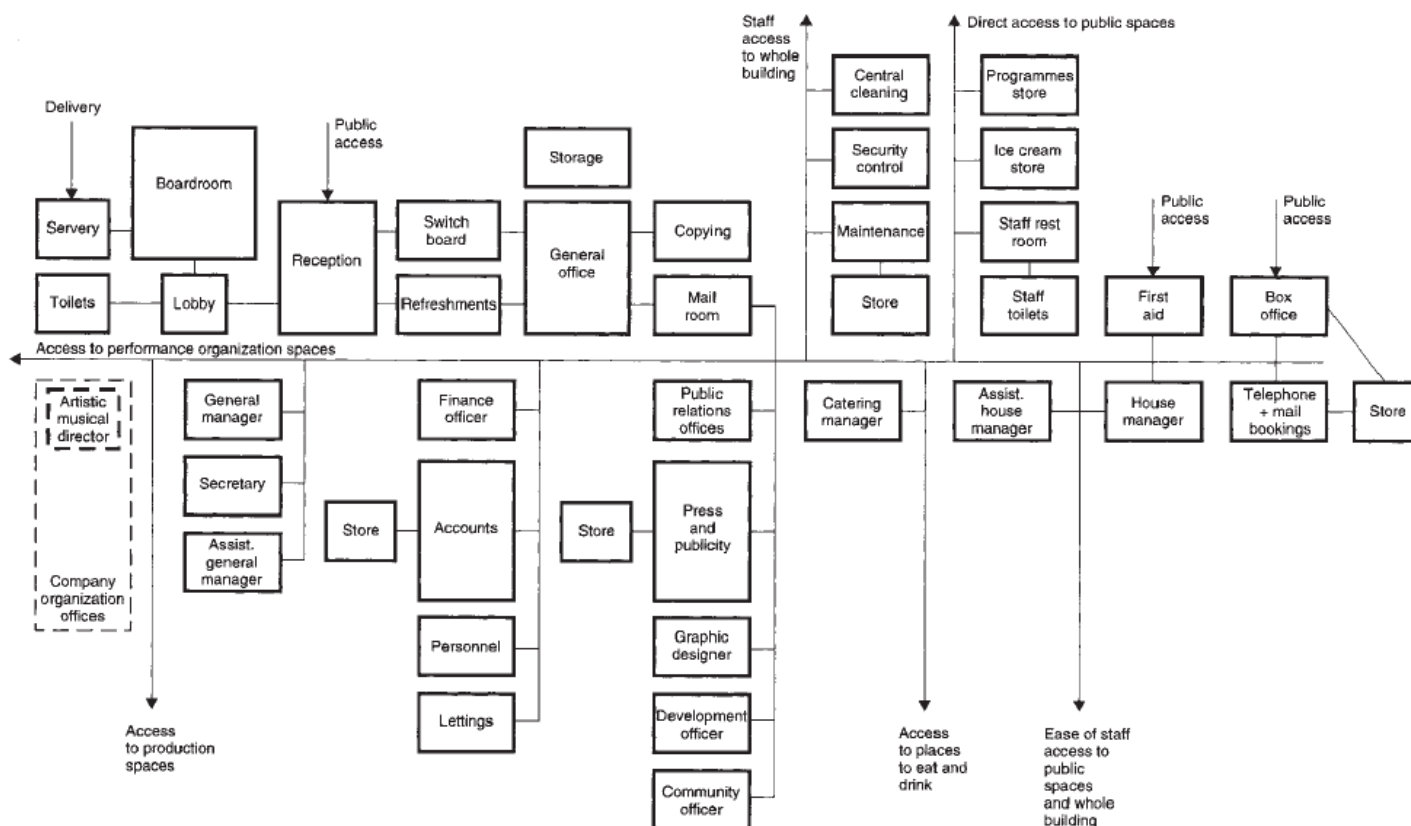 Staff
access
to whole
building
Direct access to public spaces
Central
cleaning
Programmes
store
Delivery
Public
access
Boardroom
Storage
Security
control
Ice cream
store
Servery
Reception
Switch
board
General
office
Copying
Maintenance
Staff rest
room
Public
access
Public
access
Toilets
Lobby
Refreshments
Mail
room
Store
Staff
toilets
First
aid
Box
office
Access to performance organization spaces
Artistic
musical
director
General
manager
Finance
officer
Public
relations
offices
Catering
manager
Assist.
house
manager
House
manager
Telephone
+ mail
bookings
Store
Secretary
Store
Accounts
Store
Press
and
publicity
Assist.
general
manager
Company
organization
offices
Personnel
Graphic
designer
Lettings
Development
officer
Access
to production
spaces
Access
to places
to eat and
drink
Ease of staff
access to
public
spaces
and whole
building
Community
officer